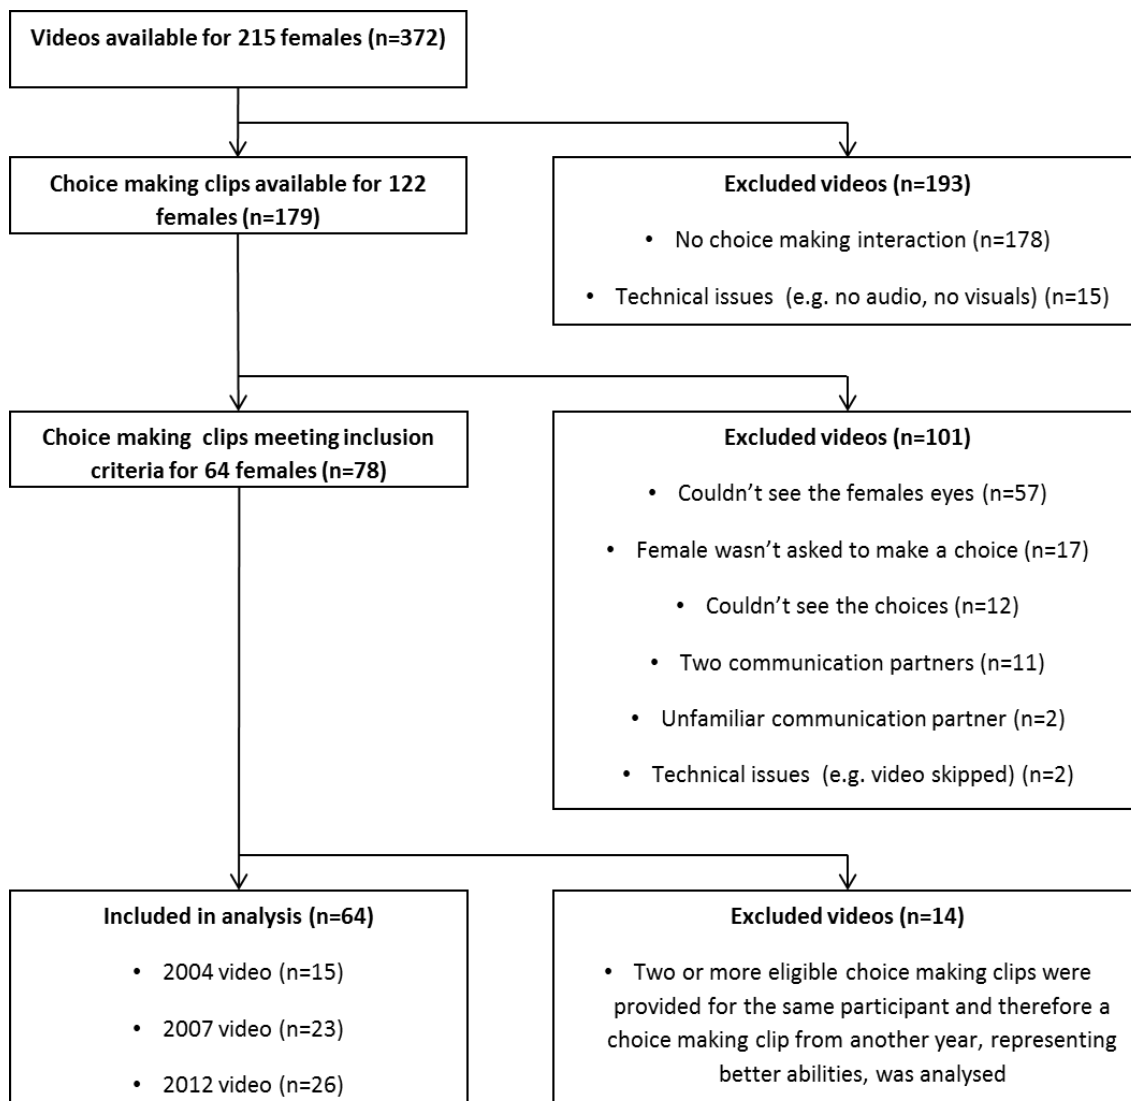 Videos available for 215 females (n=372)
Choice making clips available for 122
females (n=179)
Excluded videos (n=193)
• No choice making interaction (n=178)
• Technical issues (e.g. no audio, no visuals) (n=15)
Choice making clips meeting inclusion
criteria for 64 females (n=78)
Excluded videos (n=101)
• Couldn't see the females eyes (n=57)
• Female wasn't asked to make a choice (n=17)
• Couldn't see the choices (n=12)
• Two communication partners (n=11)
• Unfamiliar communication partner (n=2)
• Technical issues (e.g. video skipped) (n=2)
Included in analysis (n=64)
• 2004 video (n=15)
• 2007 video (n=23)
• 2012 video (n=26)
Excluded videos (n=14)
• Two or more eligible choice making clips were
provided for the same participant and therefore a
choice making clip from another year, representing
better abilities, was analysed